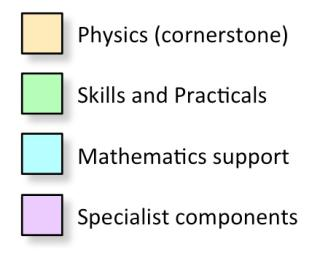 Physics (cornerstone)
Skills and Practicals
Mathematics support
Specialist components